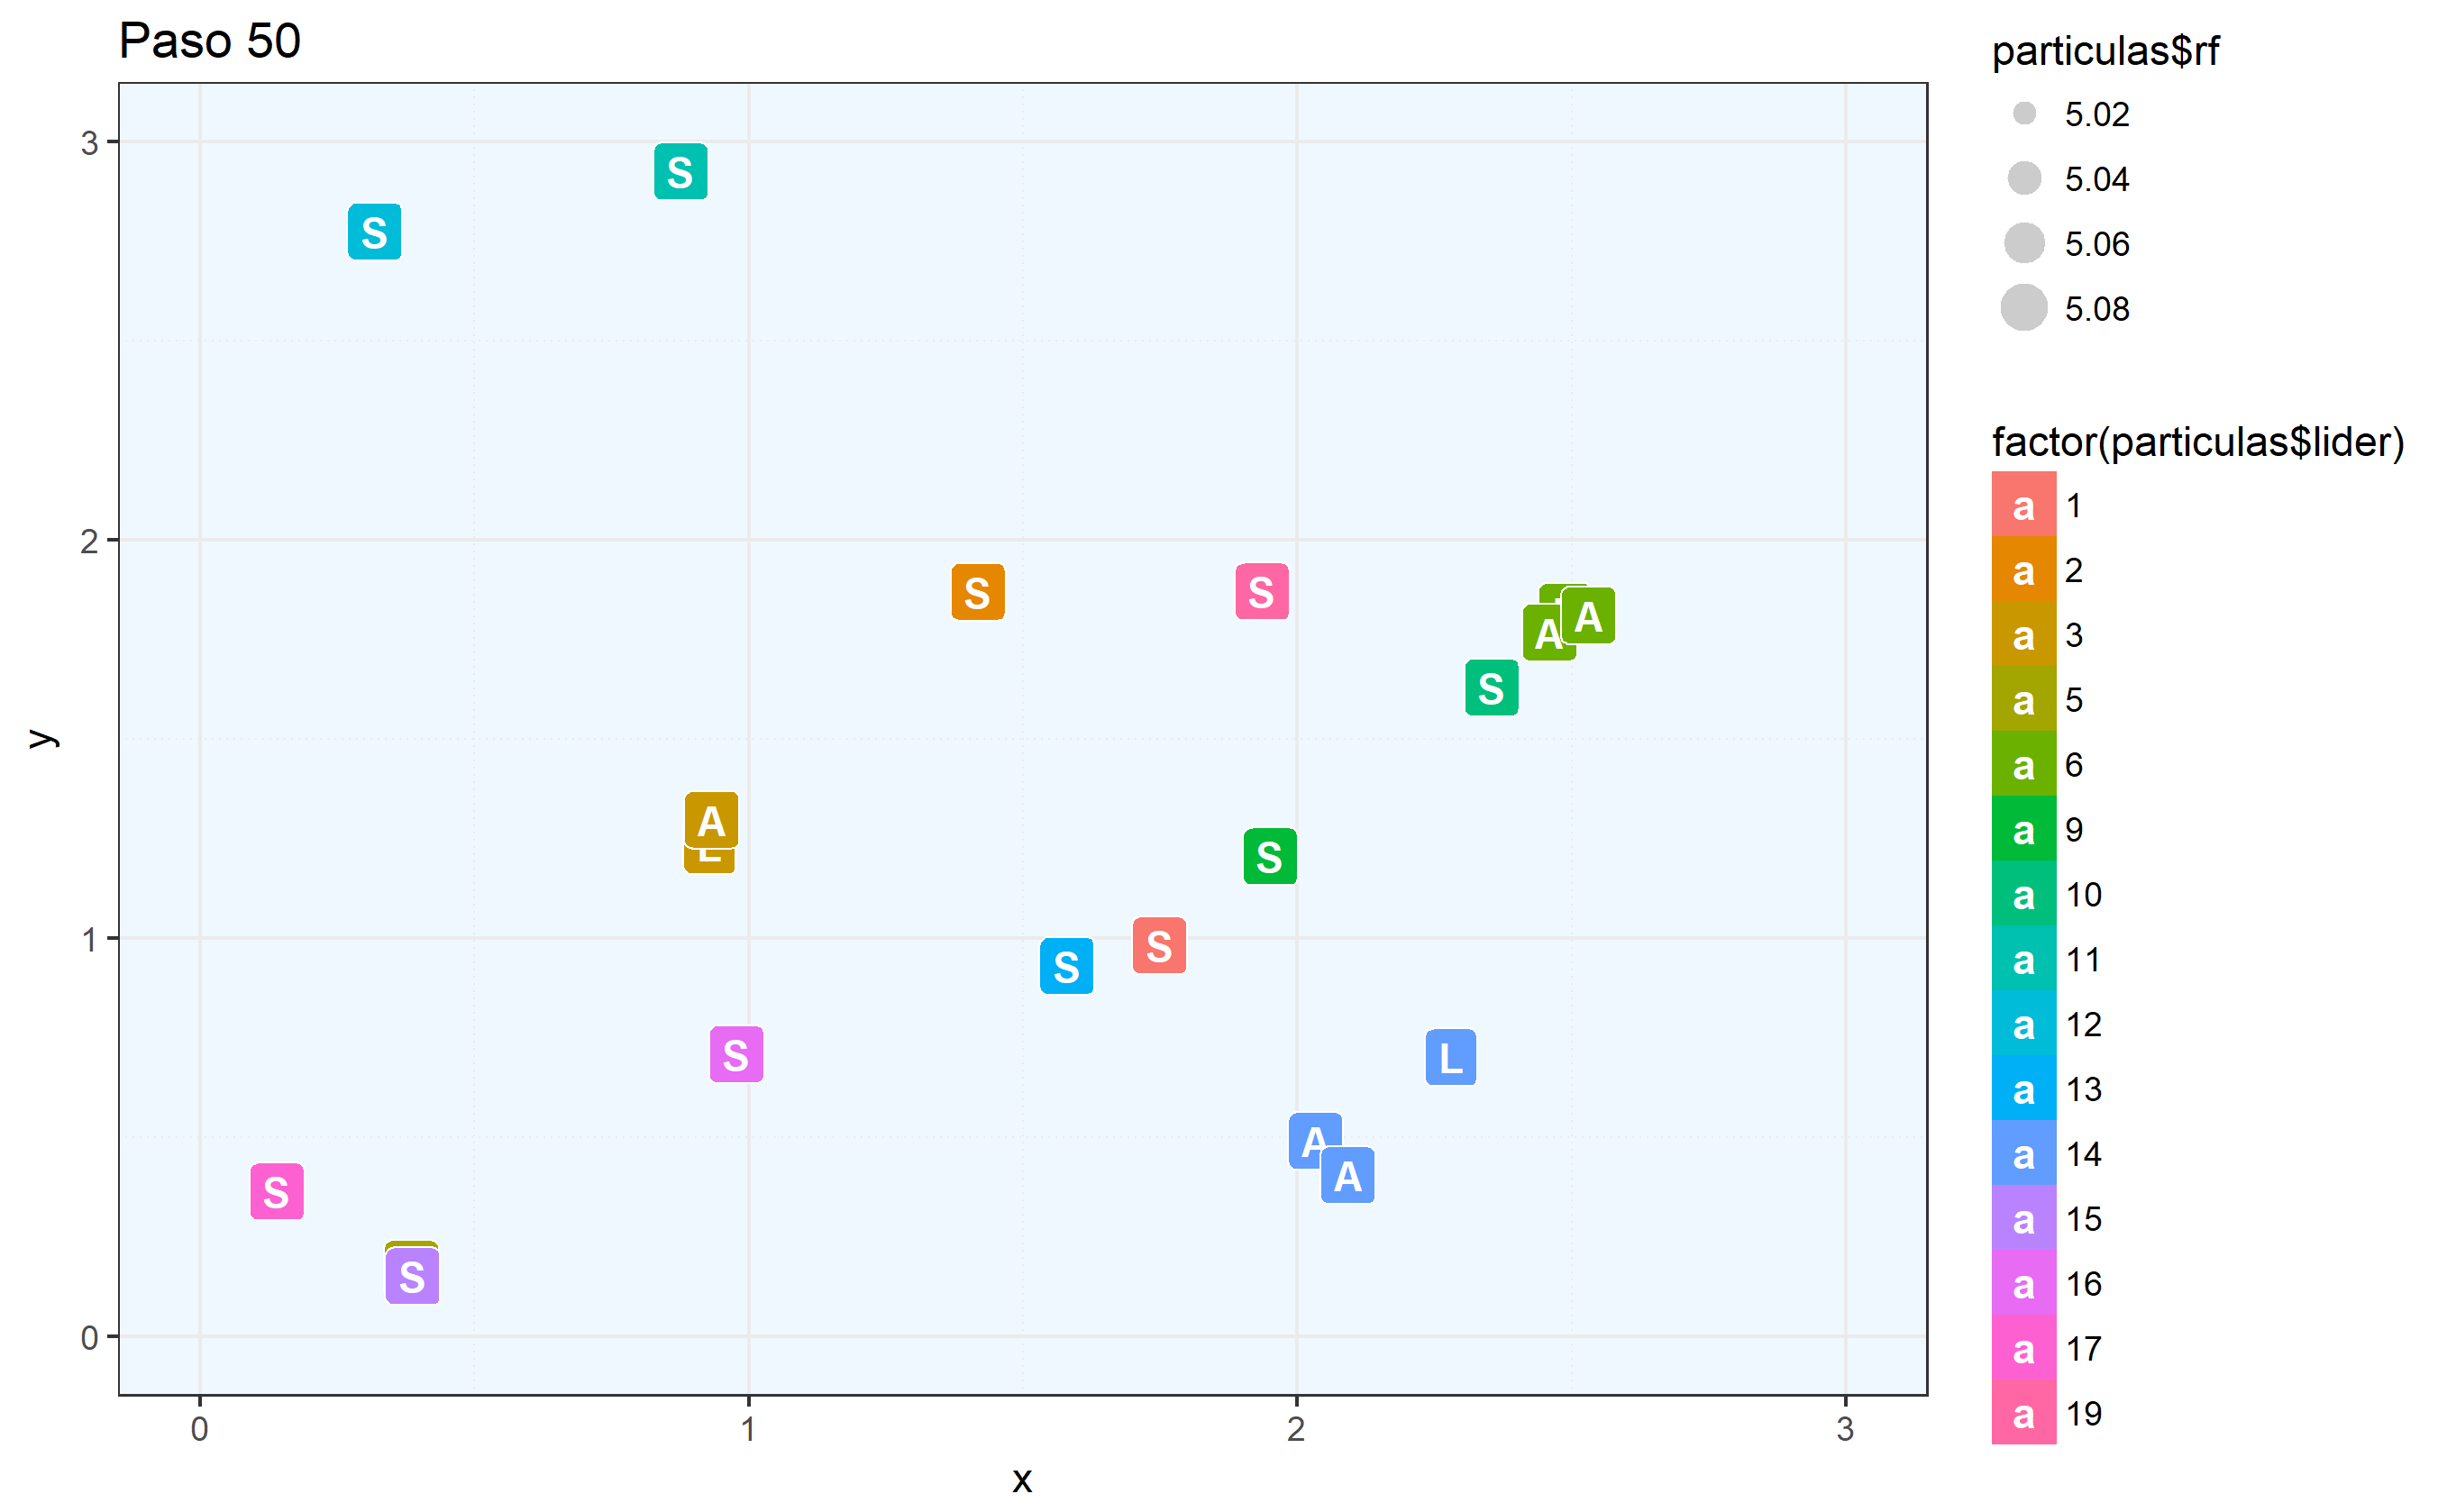 Paso 50
particulas$rf
5.02
5.04
5.06
5.08
factor(particulas$lider)
a 1
a 2
a 3
a 5
a 6
a 9
a 10
a 11
a 12
a 13
a 14
a 15
a 16
a 17
a 19
3
S
S
2
S
S
A
A
S
A
L
S
1
S
S
S
L
A
A
S
S
0
0 1 2 3
x
y